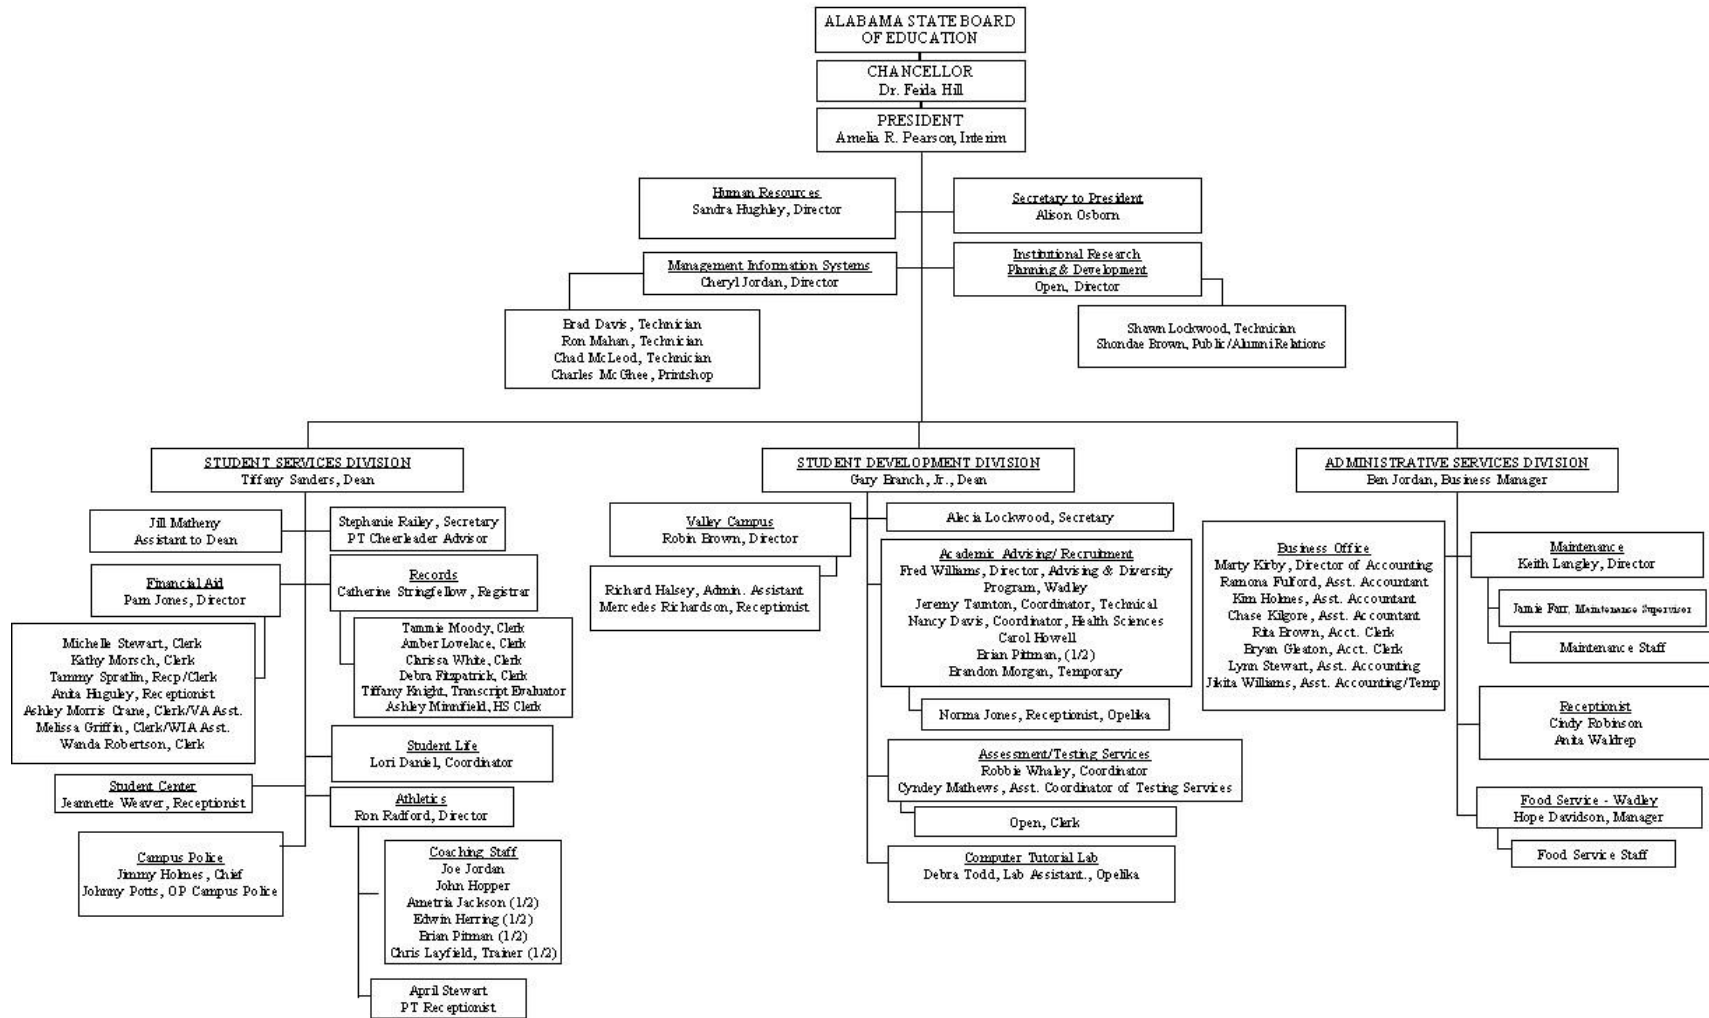 ALABAMA STATE BOARD
OF EDUCATION
CHANCELLOR
Dr. Feida Hill
PRESIDENT
Amelia R. Pearson, Interim
Human Resources
Sandra Hughley, Director
Secretary to President
Alison Osborn
Management Information Systems
Cheryl Jordan, Director
Institutional Research
Planning & Development
Open, Director
Brad Davis, Technician
Ron Mahan, Technician
Chad McLeod, Technician
Charles McGhee, Printshop
Shawn Lockwood, Technician
Shondae Brown, Public/Alumni Relations
STUDENT SERVICES DIVISION
Tiffany Sanders, Dean
Jill Matheny
Assistant to Dean
Stephanie Railey, Secretary
PT Cheerleader Advisor
Financial Aid
Pam Jones, Director
Records
Catherine Stringfellow, Registrar
Michelle Stewart, Clerk
Kathy Morsch, Clerk
Tammy Spratlin, Recp/Clerk
Anita Huguley, Receptionist
Ashley Morris Crane, Clerk/VA Asst.
Melissa Griffin, Clerk/WIA Asst.
Wanda Robertson, Clerk
Tammie Moody, Clerk
Amber Lovelace, Clerk
Chrissa White, Clerk
Debra Fitzpatrick, Clerk
Tiffany Knight, Transcript Evaluator
Ashley Minnifield, HS Clerk
Student Life
Lori Daniel, Coordinator
Student Center
Jeannette Weaver, Receptionist
Athletics
Ron Radford, Director
Campus Police
Jimmy Holmes, Chief
Johnny Potts, OP Campus Police
Coaching Staff
Joe Jordan
John Hopper
Ametria Jackson (1/2)
Edwin Herring (1/2)
Brian Pitman (1/2)
Chris Layfield, Trainer (1/2)
April Stewart
PT Receptionist
STUDENT DEVELOPMENT DIVISION
Gary Branch, Jr., Dean
Valley Campus
Robin Brown, Director
Alecia Lockwood, Secretary
Richard Halsey, Admin. Assistant
Mercedes Richardson, Receptionist
Academic Advising/ Recruitment
Fred Williams, Director, Advising & Diversity
Program, Wadley
Jeremy Taunton, Coordinator, Technical
Nancy Davis, Coordinator, Health Sciences
Carol Howell
Brian Pittman, (1/2)
Brandon Morgan, Temporary
Norma Jones, Receptionist, Opelika
Assessment/Testing Services
Robbie Whaley, Coordinator
Cyndey Mathews, Asst. Coordinator of Testing Services
Open, Clerk
Computer Tutorial Lab
Debra Todd, Lab Assistant., Opelika
ADMINISTRATIVE SERVICES DIVISION
Ben Jordan, Business Manager
Business Office
Marty Kirby, Director of Accounting
Ramona Fulford, Asst. Accountant
Kim Holmes, Asst. Accountant
Chase Kilgore, Asst. Accountant
Rita Brown, Acct. Clerk
Bryan Gleaton, Acct. Clerk
Lynn Stewart, Asst. Accounting
Jikita Williams, Asst. Accounting/Temp
Maintenance
Keith Langley, Director
Jamie Farr, Maintenance Supervisor
Maintenance Staff
Receptionist
Cindy Robinson
Anita Waldrep
Food Service - Wadley
Hope Davidson, Manager
Food Service Staff